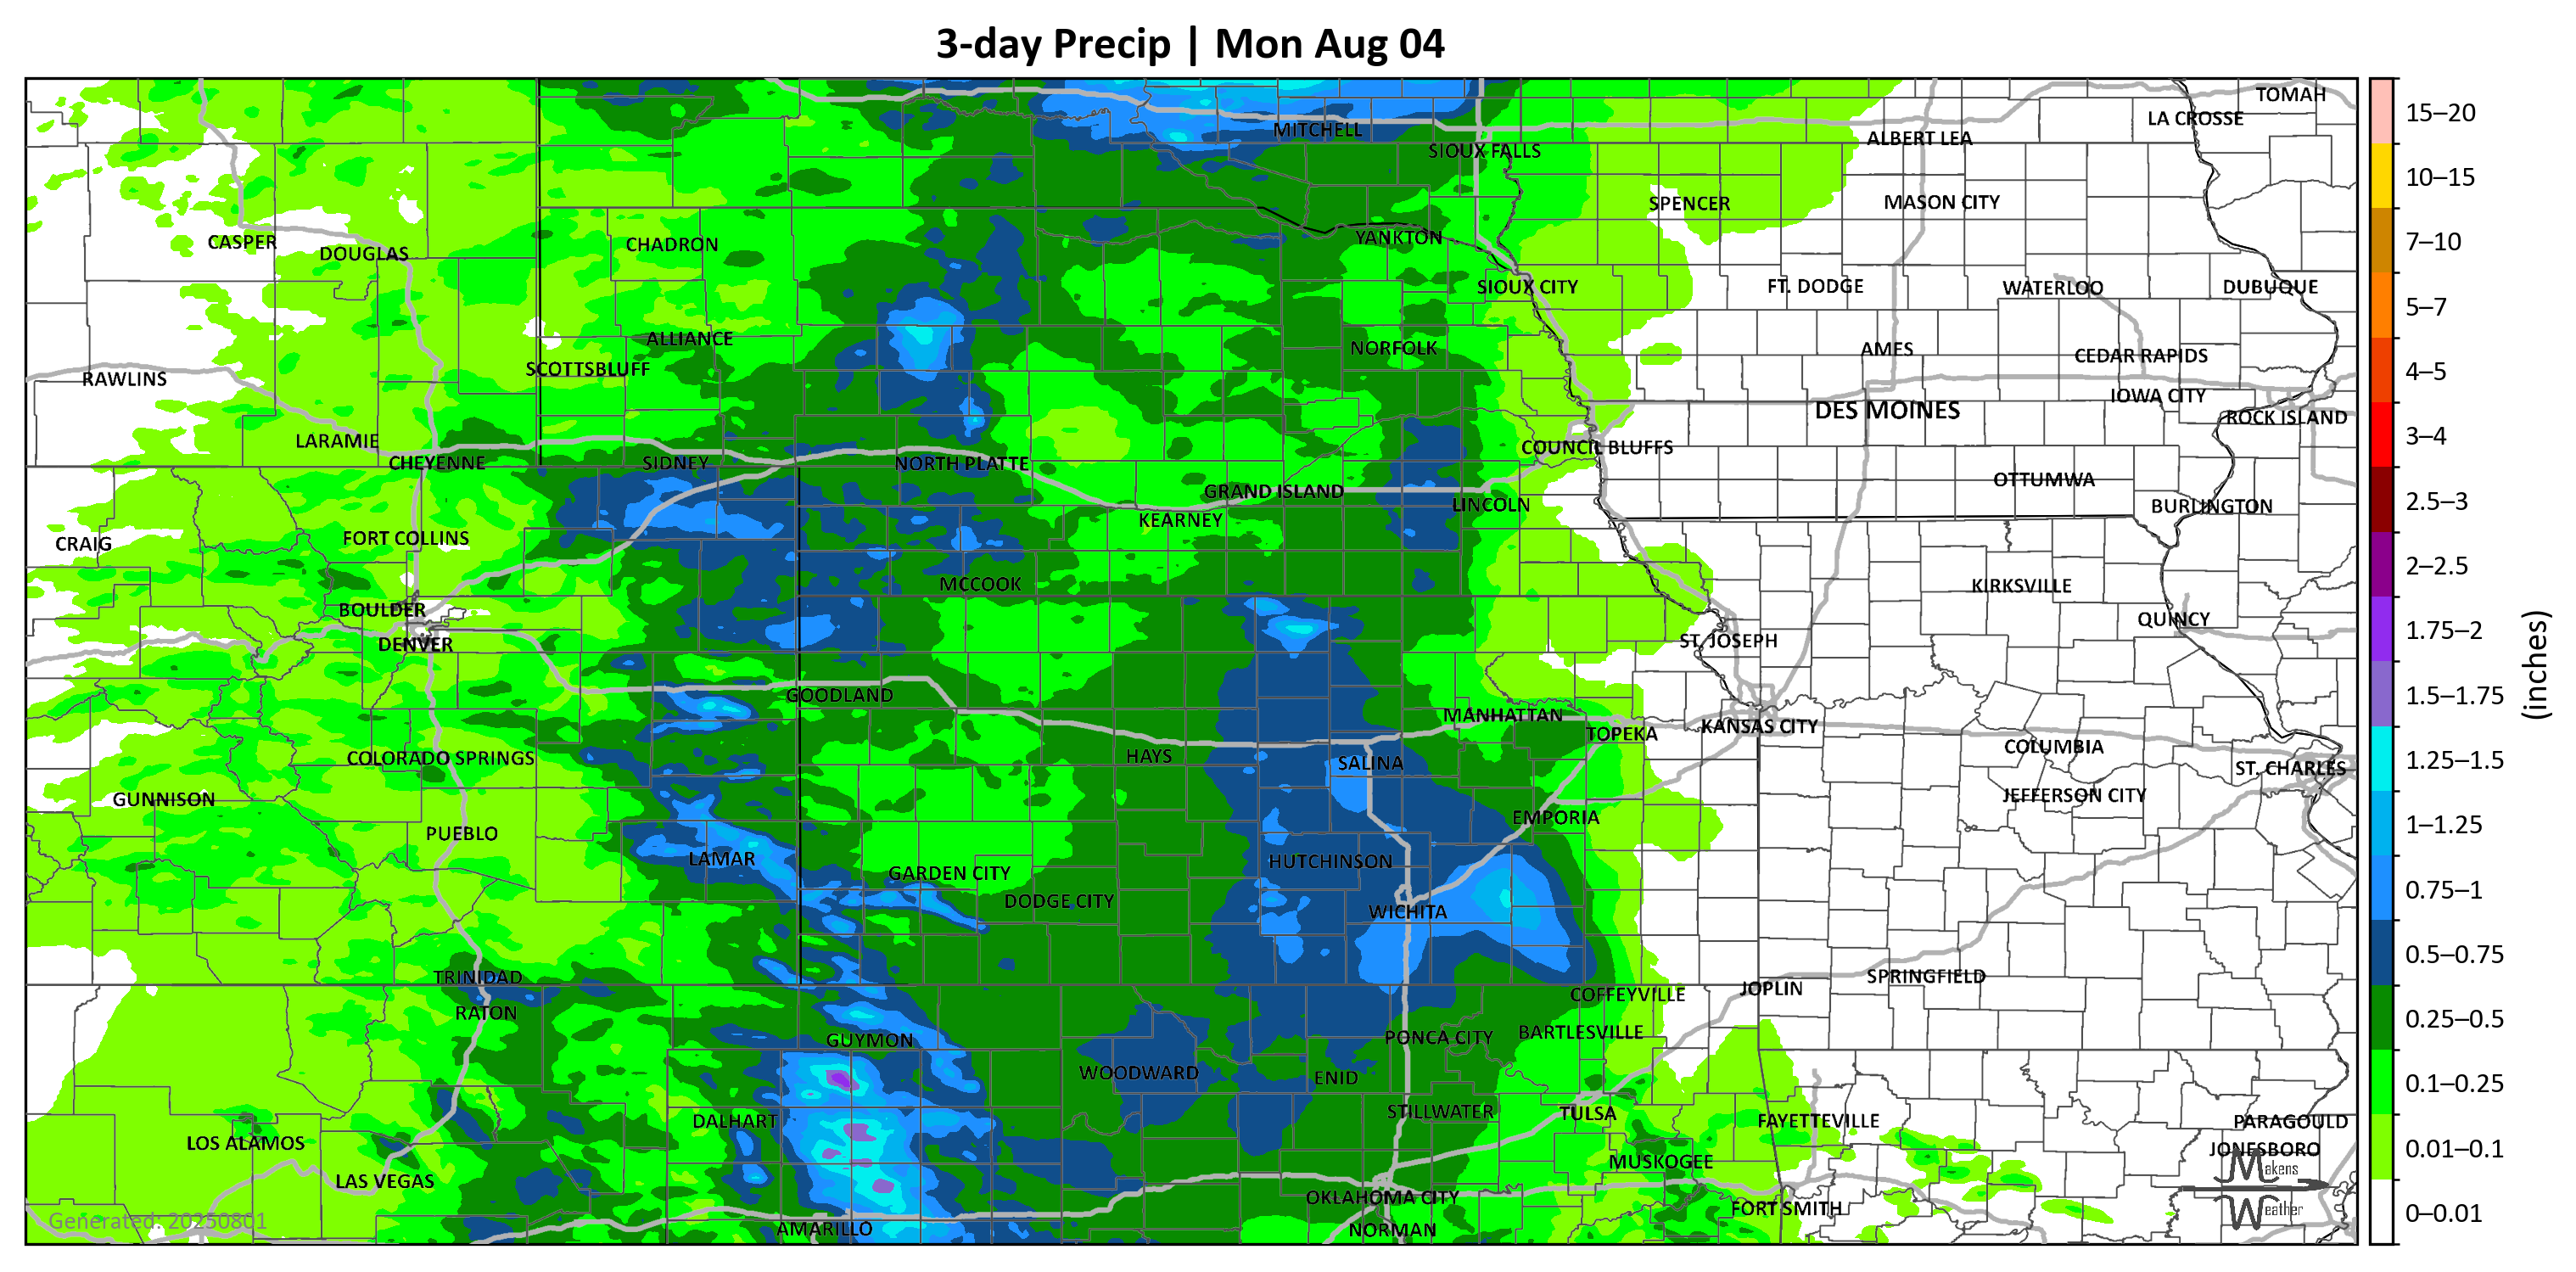 3-day Precip | Mon Aug 04
TOMAH
LA CROSSE
MITCHELL
ALBERT LEA
SIOUX FALLS
SPENCER
MASON CITY
YANKTON
CASPER
CHADRON
DOUGLAS
SIOUX CITY
FT. DODGE
WATERLOO
DUBUQUE
ALLIANCE
NORFOLK
AMES
CEDAR RAPIDS
SCOTTSBLUFF
RAWLINS
IOWA CITY
DES MOINES
ROCK ISLAND
LARAMIE
COUNCIL BLUFFS
CHEYENNE
SIDNEY
NORTH PLATTE
OTTUMWA
GRAND ISLAND
LINCOLN
BURLINGTON
KEARNEY
FORT COLLINS
CRAIG
MCCOOK
KIRKSVILLE
BOULDER
QUINCY
DENVER
ST. JOSEPH
GOODLAND
MANHATTAN
KANSAS CITY
TOPEKA
COLUMBIA
COLORADO SPRINGS
HAYS
SALINA
ST. CHARLES
GUNNISON
JEFFERSON CITY
EMPORIA
PUEBLO
LAMAR
HUTCHINSON
GARDEN CITY
DODGE CITY
WICHITA
TRINIDAD
SPRINGFIELD
JOPLIN
COFFEYVILLE
RATON
BARTLESVILLE
GUYMON
PONCA CITY
WOODWARD
ENID
STILLWATER
TULSA
DALHART
FAYETTEVILLE
PARAGOULD
LOS ALAMOS
JONESBORO
MUSKOGEE
LAS VEGAS
OKLAHOMA CITY
FORT SMITH
AMARILLO
NORMAN
Generated: 20250801
Makens
Weather
15–20
10–15
7–10
5–7
4–5
3–4
2.5–3
2–2.5
1.75–2
1.5–1.75
1.25–1.5
1–1.25
0.75–1
0.5–0.75
0.25–0.5
0.1–0.25
0.01–0.1
0–0.01
(inches)